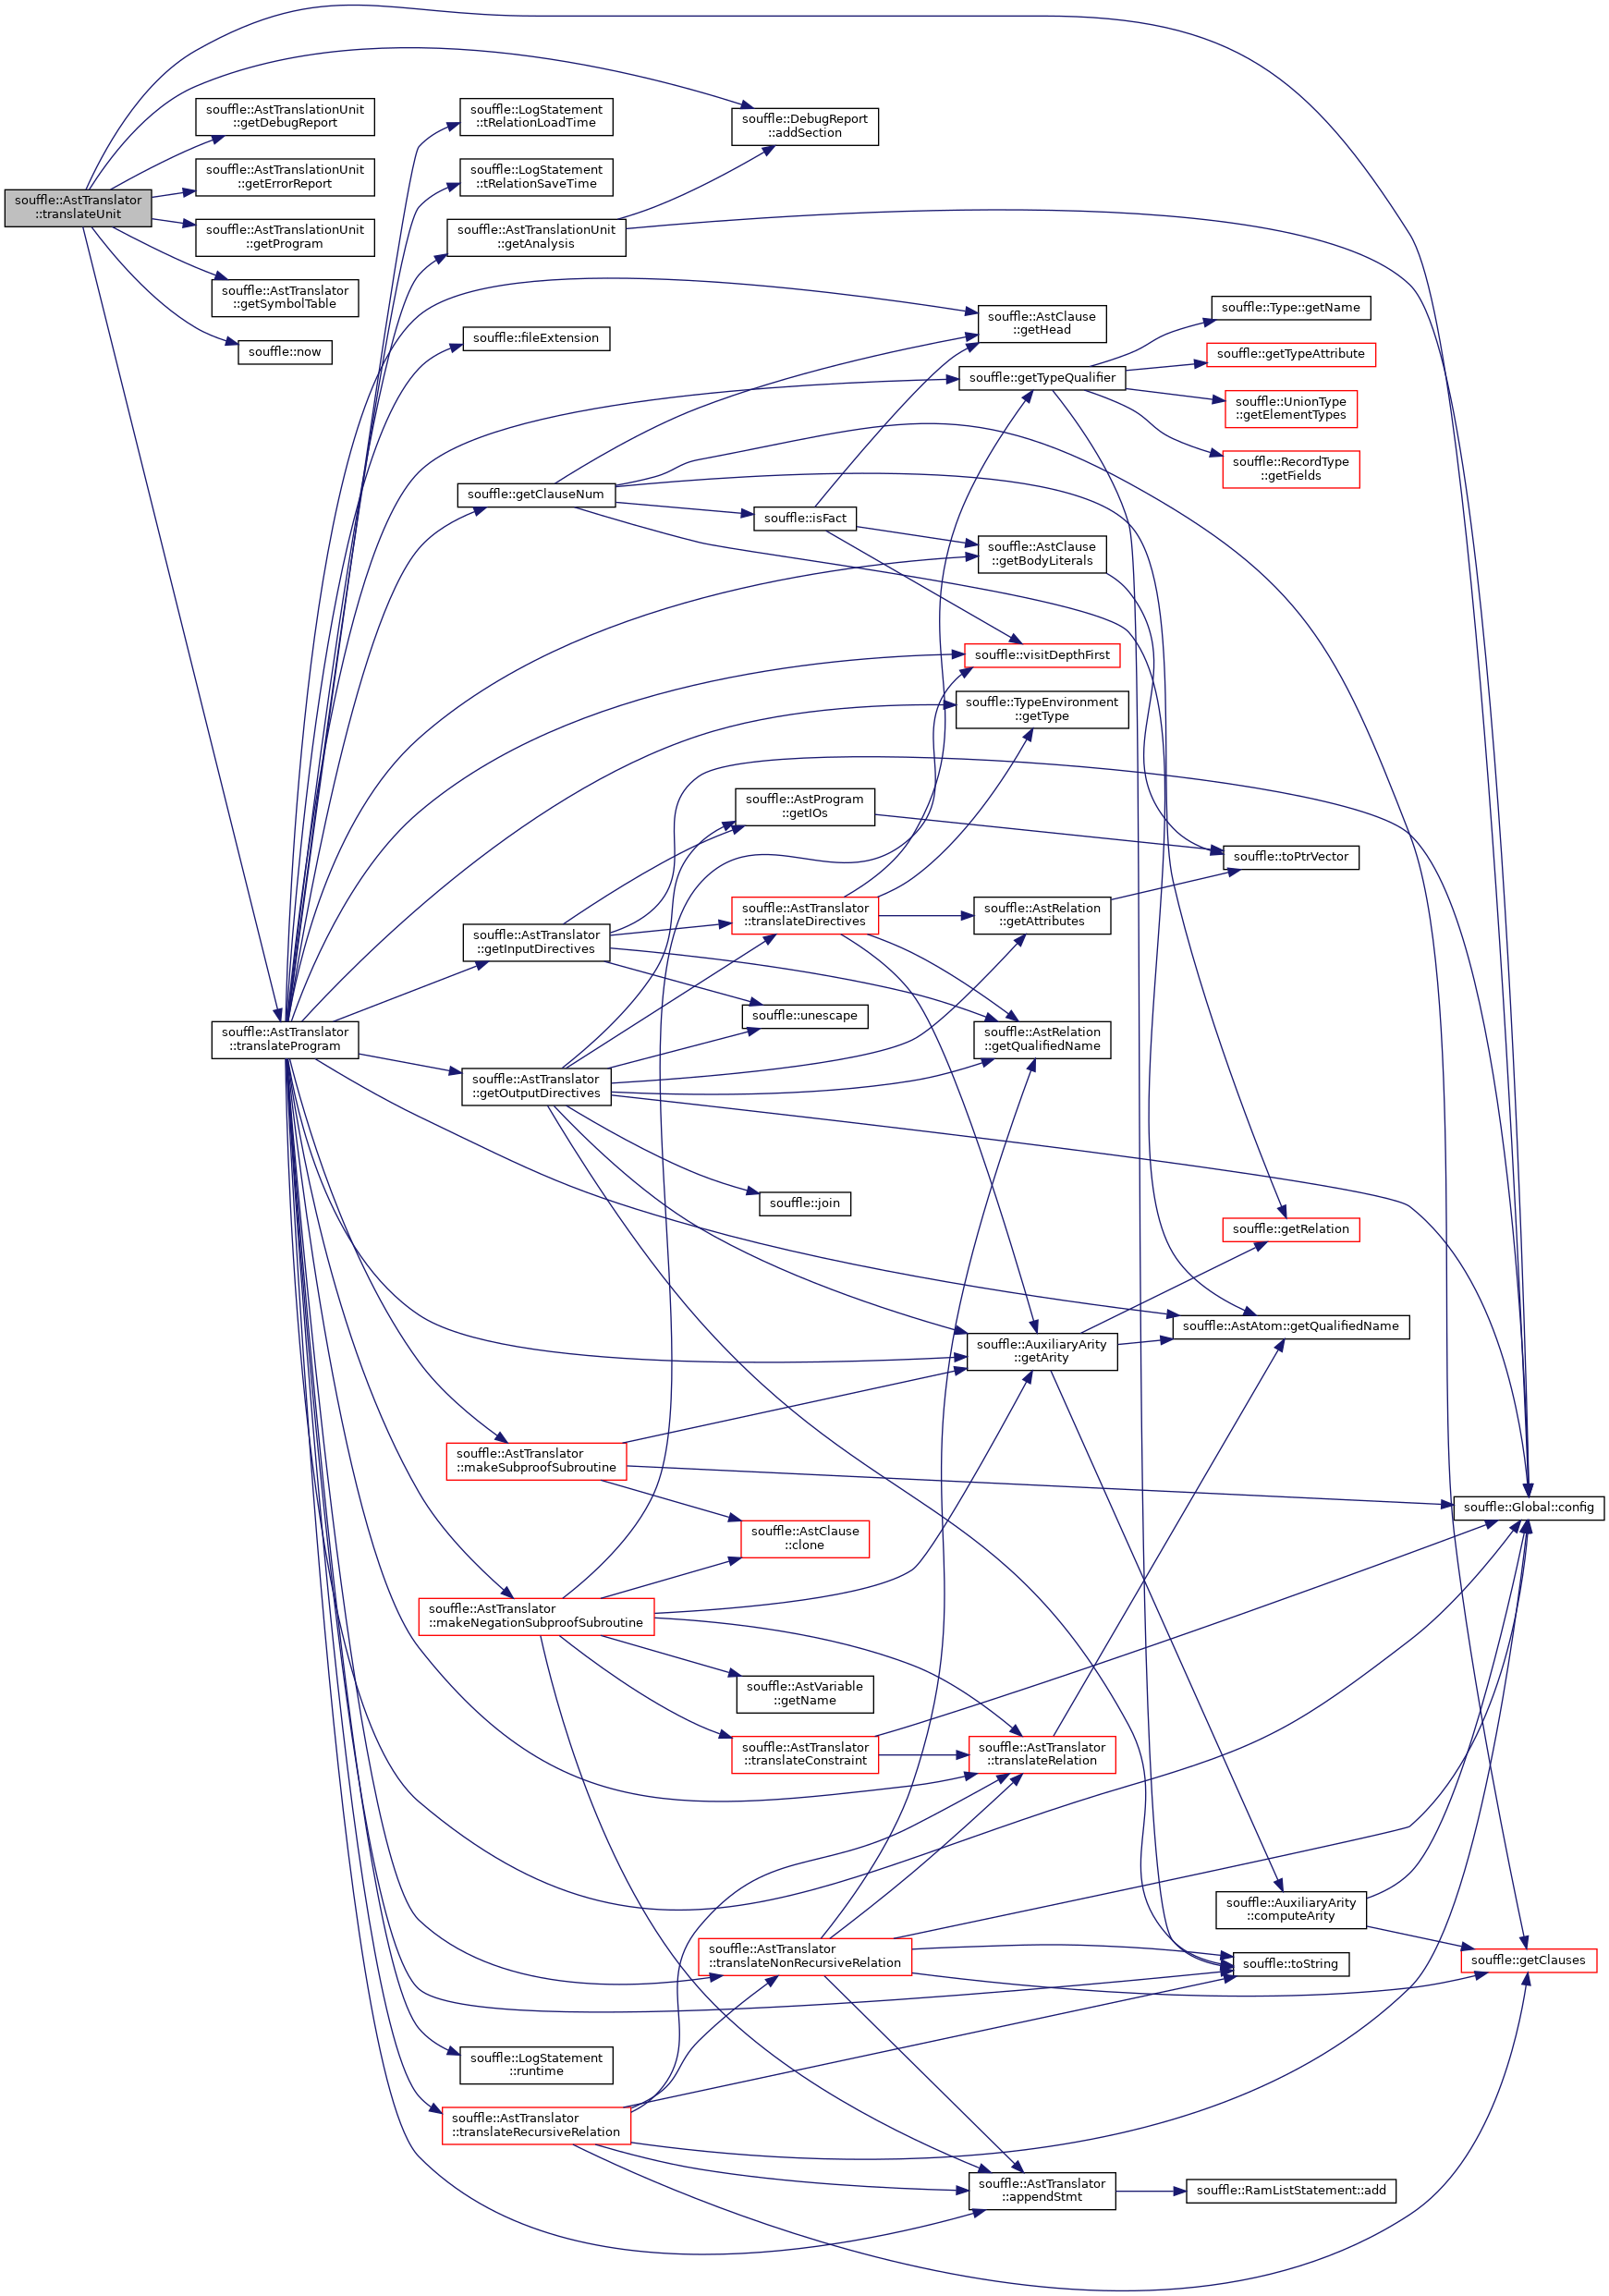 souffle::AstTranslator
::translateUnit
souffle::AstTranslationUnit
::getDebugReport
souffle::AstTranslationUnit
::getErrorReport
souffle::AstTranslationUnit
::getProgram
souffle::AstTranslator
::getSymbolTable
souffle::now
souffle::AstTranslator
::translateProgram
souffle::LogStatement
::tRelationLoadTime
souffle::LogStatement
::tRelationSaveTime
souffle::AstTranslationUnit
::getAnalysis
souffle::fileExtension
souffle::getClauseNum
souffle::AstTranslator
::getInputDirectives
souffle::AstTranslator
::getOutputDirectives
souffle::AstTranslator
::makeSubproofSubroutine
souffle::AstTranslator
::makeNegationSubproofSubroutine
souffle::LogStatement
::runtime
souffle::AstTranslator
::translateRecursiveRelation
souffle::DebugReport
::addSection
souffle::isFact
souffle::AstProgram
::getIOs
souffle::AstTranslator
::translateDirectives
souffle::unescape
souffle::join
souffle::AstClause
::clone
souffle::AstVariable
::getName
souffle::AstTranslator
::translateConstraint
souffle::AstTranslator
::translateNonRecursiveRelation
souffle::AstClause
::getHead
souffle::getTypeQualifier
souffle::AstClause
::getBodyLiterals
souffle::visitDepthFirst
souffle::TypeEnvironment
::getType
souffle::AstRelation
::getAttributes
souffle::AstRelation
::getQualifiedName
souffle::AuxiliaryArity
::getArity
souffle::AstTranslator
::translateRelation
souffle::AstTranslator
::appendStmt
souffle::Type::getName
souffle::getTypeAttribute
souffle::UnionType
::getElementTypes
souffle::RecordType
::getFields
souffle::toPtrVector
souffle::getRelation
souffle::AstAtom::getQualifiedName
souffle::AuxiliaryArity
::computeArity
souffle::toString
souffle::RamListStatement::add
souffle::Global::config
souffle::getClauses